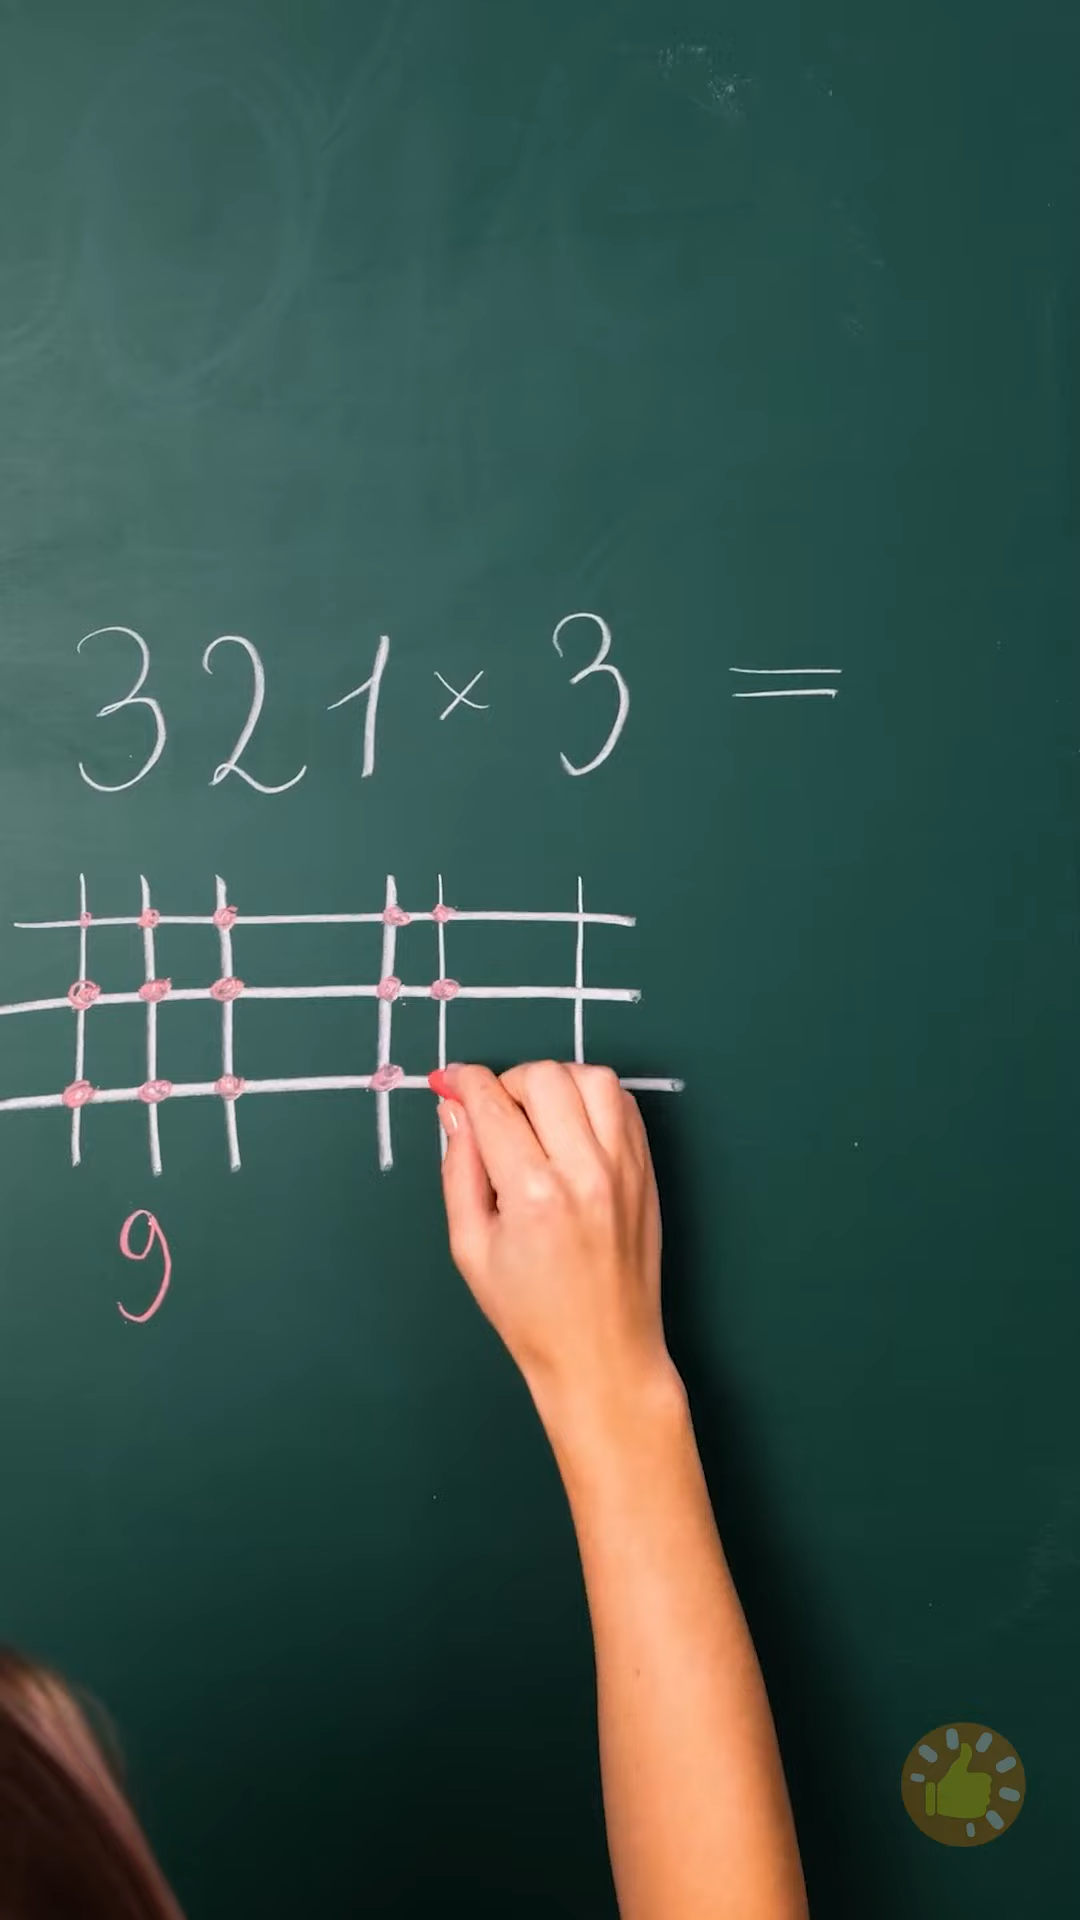 321 × 3 =
9